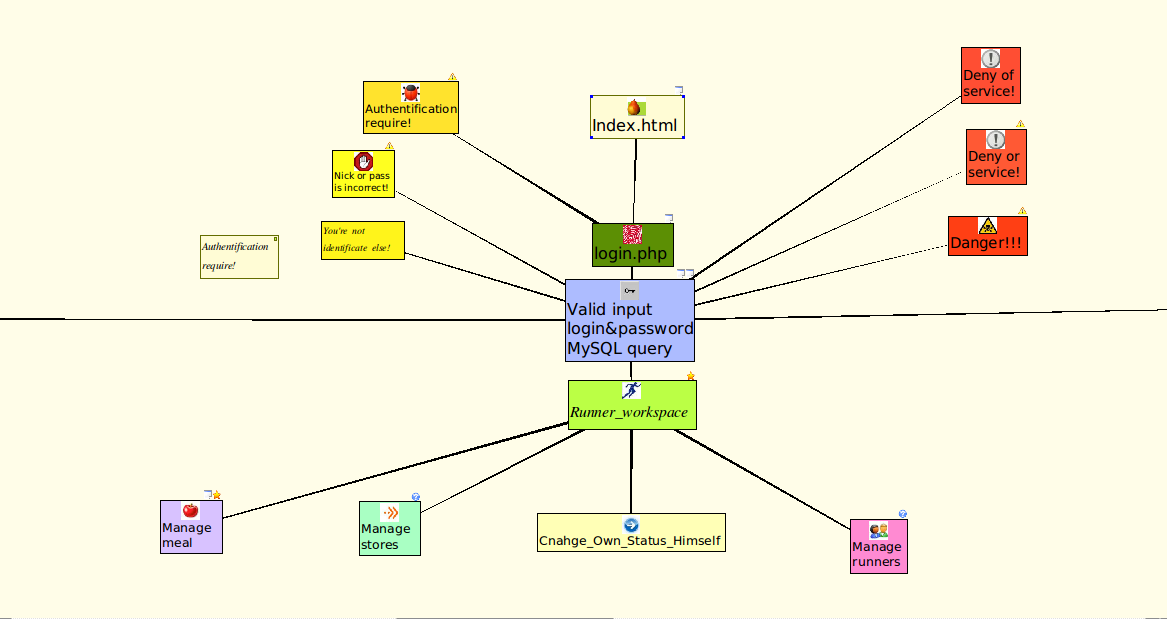 Deny of
service!
Authentification
require!
Index.html
Deny or
service!
Nick or pass
is incorrect!
You're not
identificate else!
Danger!!!
Authentification
require!
login.php
Valid input
login&password
MySQL query
Runner_workspace
Manage
meal
Manage
stores
Cnahge_Own_Status_Himself
Manage
runners